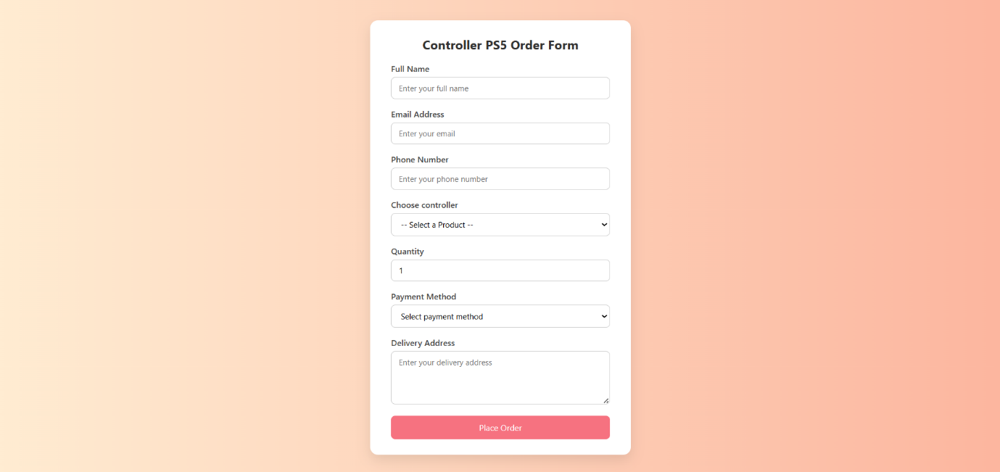 Controller PS5 Order Form
Full Name
Enter your full name
Email Address
Enter your email
Phone Number
Enter your phone number
Choose controller
-- Select a Product --
Quantity
1
Payment Method
Select payment method
Delivery Address
Enter your delivery address
Place Order